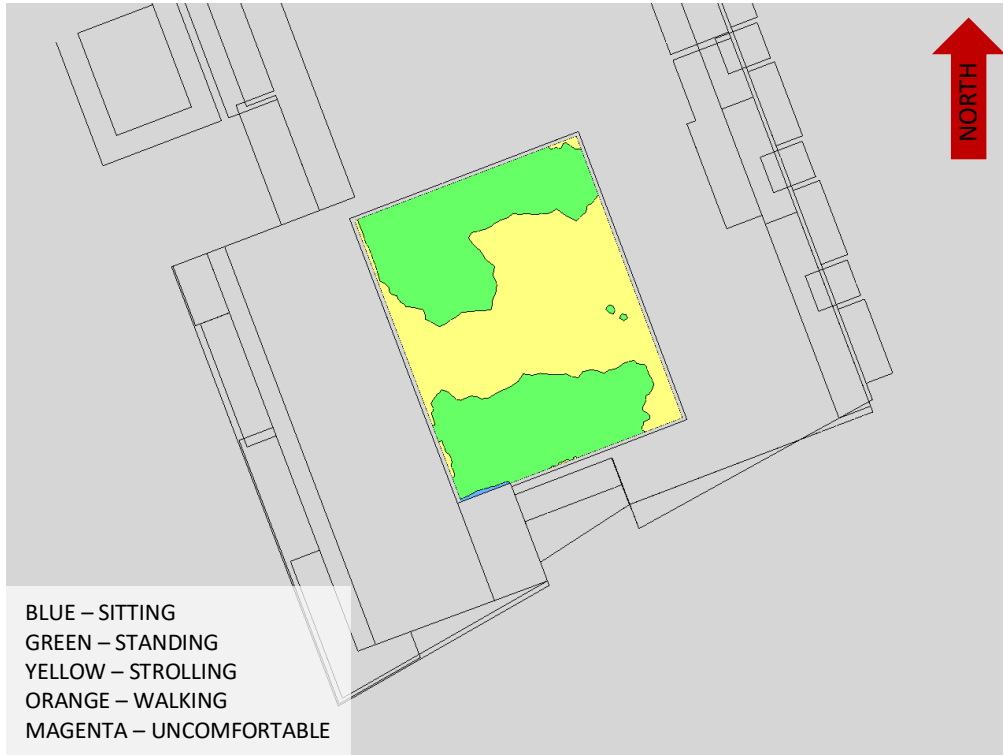 NORTH
BLUE – SITTING
GREEN – STANDING
YELLOW – STROLLING
ORANGE – WALKING
MAGENTA – UNCOMFORTABLE